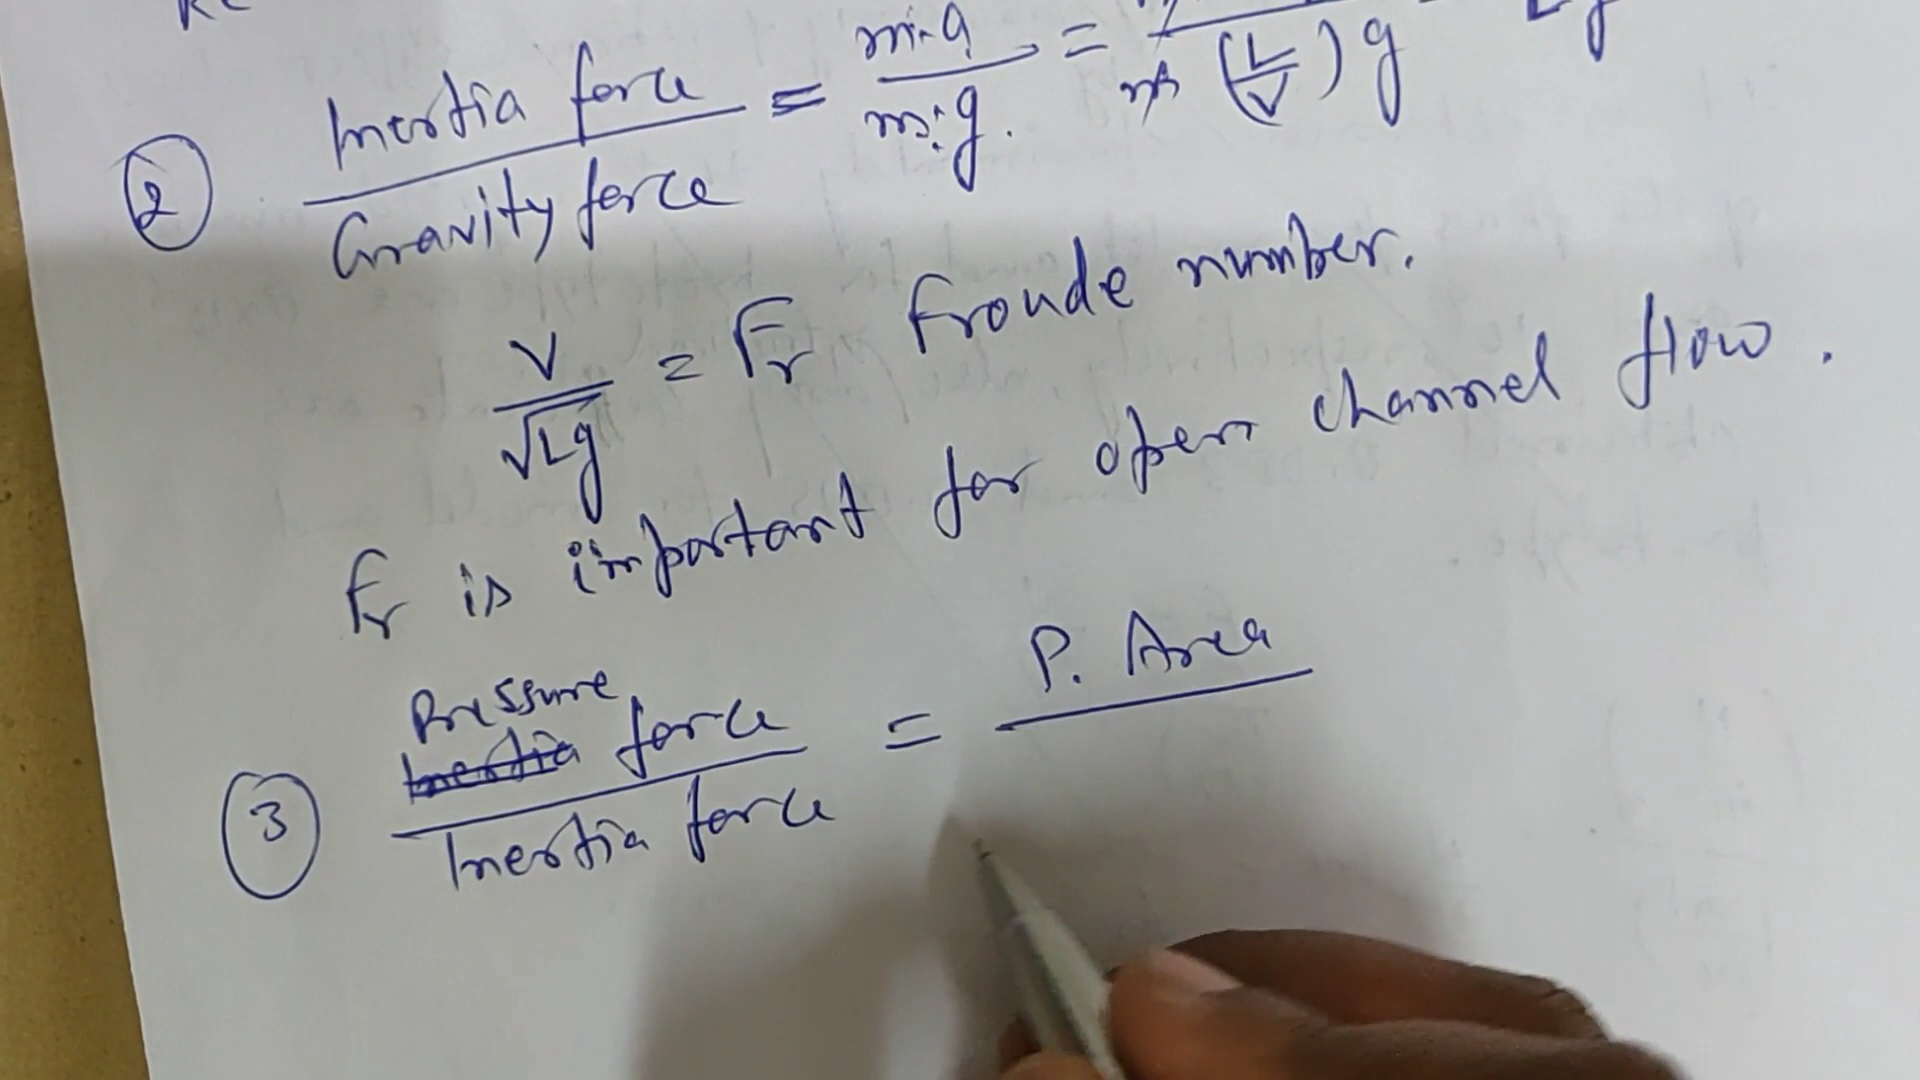 ② Inertia force / Gravity force = m.a / m.g. = / m (L/V) g
V / √Lg = Fr Froude number.
Fr is important for open channel flow.
③ Pressure force / Inertia force = P. Area /